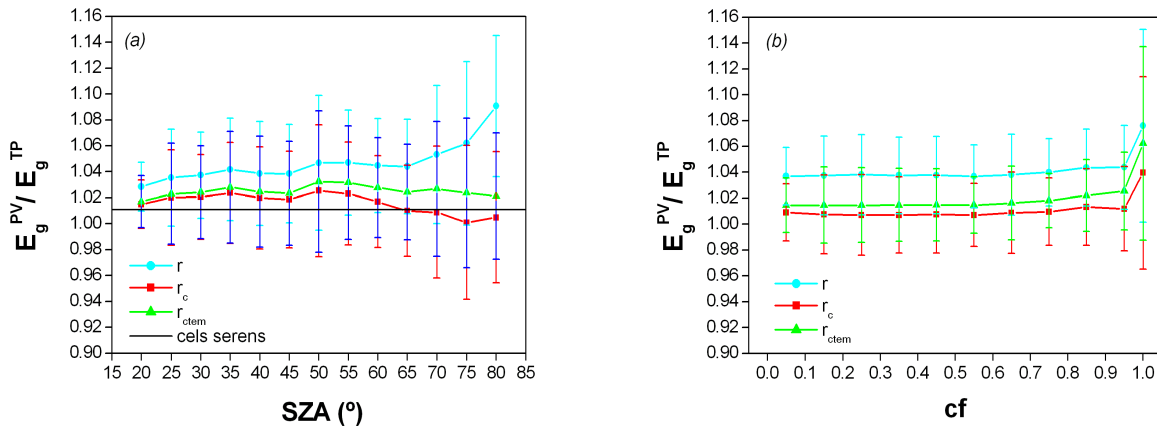 (a)
E_g^PV / E_g^TP
1.16
1.14
1.12
1.10
1.08
1.06
1.04
1.02
1.00
0.98
0.96
0.94
0.92
0.90
r
r_c
r_ctem
cels serens
15 20 25 30 35 40 45 50 55 60 65 70 75 80 85
SZA (º)
(b)
E_g^PV / E_g^TP
1.16
1.14
1.12
1.10
1.08
1.06
1.04
1.02
1.00
0.98
0.96
0.94
0.92
0.90
r
r_c
r_ctem
0.0 0.1 0.2 0.3 0.4 0.5 0.6 0.7 0.8 0.9 1.0
cf